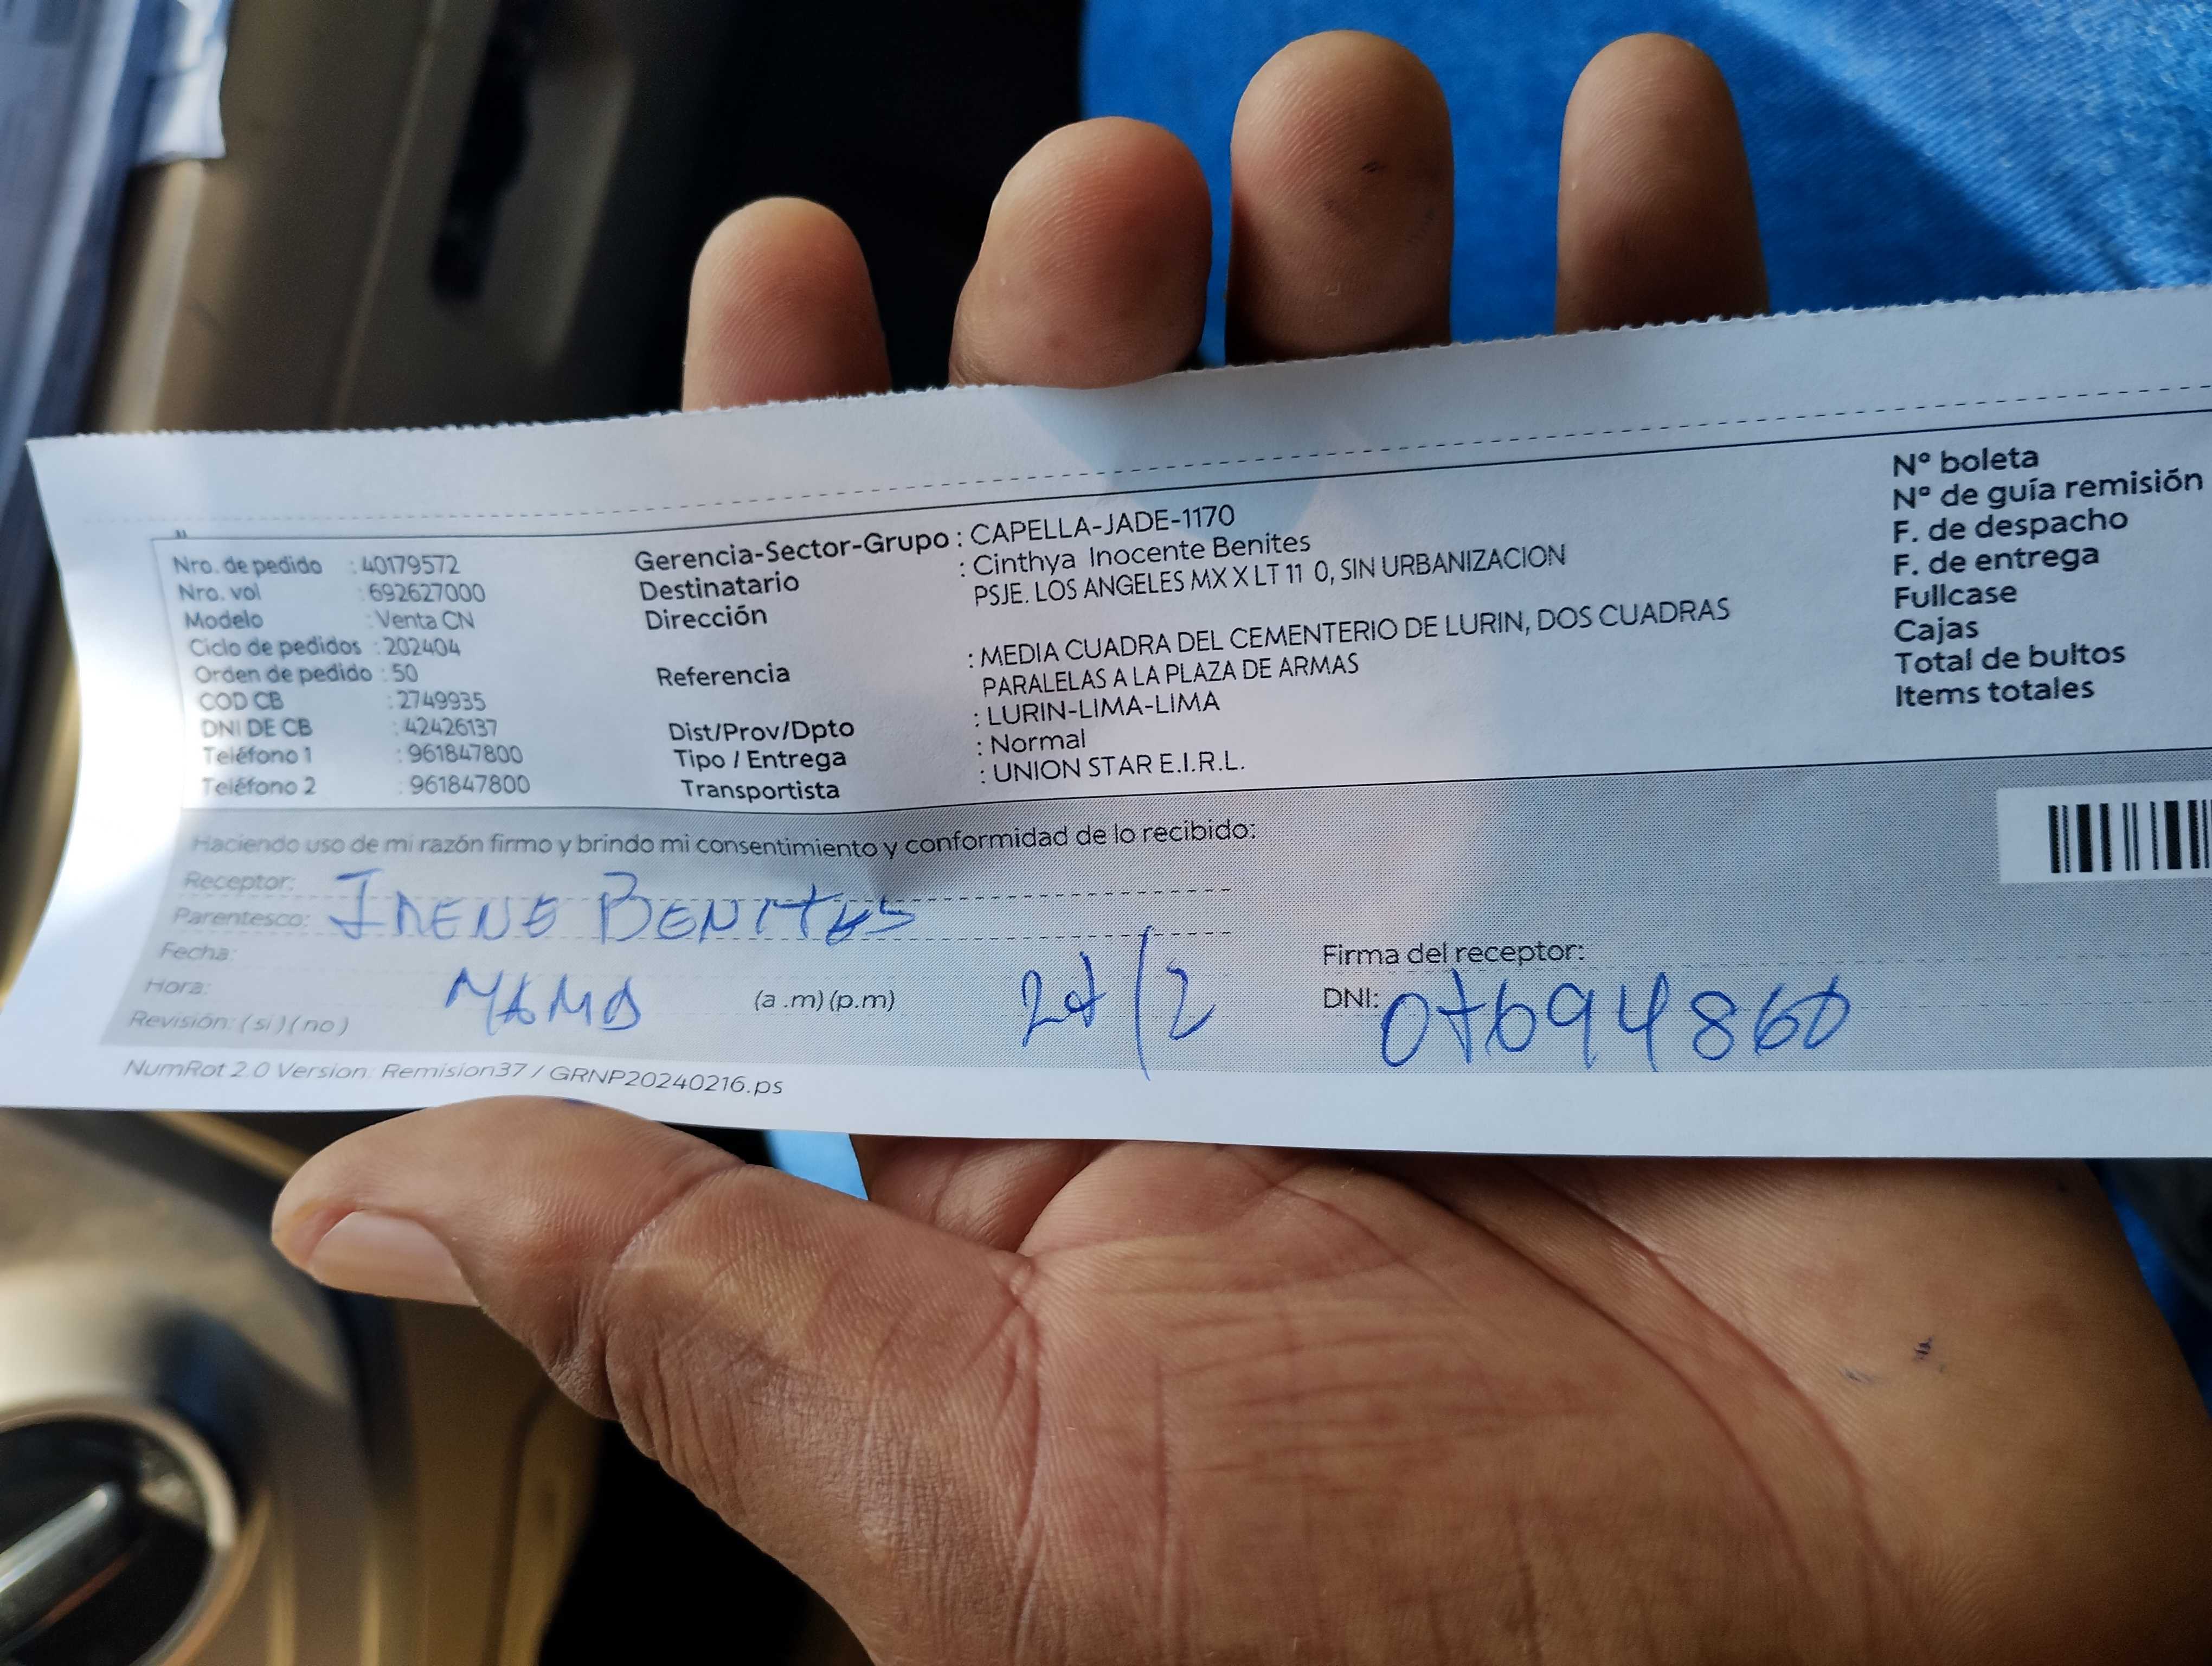 Nro. de pedido : 40179572
Nro. vol : 692627000
Modelo : Venta CN
Ciclo de pedidos : 202404
Orden de pedido : 50
COD CB : 2749935
DNI DE CB : 42426137
Teléfono 1 : 961847800
Teléfono 2 : 961847800
Gerencia-Sector-Grupo : CAPELLA-JADE-1170
Destinatario : Cinthya Inocente Benites
Dirección PSJE. LOS ANGELES MX X LT 11 0, SIN URBANIZACION
Referencia : MEDIA CUADRA DEL CEMENTERIO DE LURIN, DOS CUADRAS
PARALELAS A LA PLAZA DE ARMAS
Dist/Prov/Dpto : LURIN-LIMA-LIMA
Tipo / Entrega : Normal
Transportista : UNION STAR E.I.R.L.
Nº boleta
Nº de guía remisión
F. de despacho
F. de entrega
Fullcase
Cajas
Total de bultos
Items totales
Haciendo uso de mi razón firmo y brindo mi consentimiento y conformidad de lo recibido:
Receptor:
Parentesco: IRENE BENITES
Fecha:
Hora: MAMA (a .m) (p.m) 27/2
Revisión: ( si ) ( no )
Firma del receptor:
DNI: 07694860
NumRot 2.0 Version: Remision37 / GRNP20240216.ps